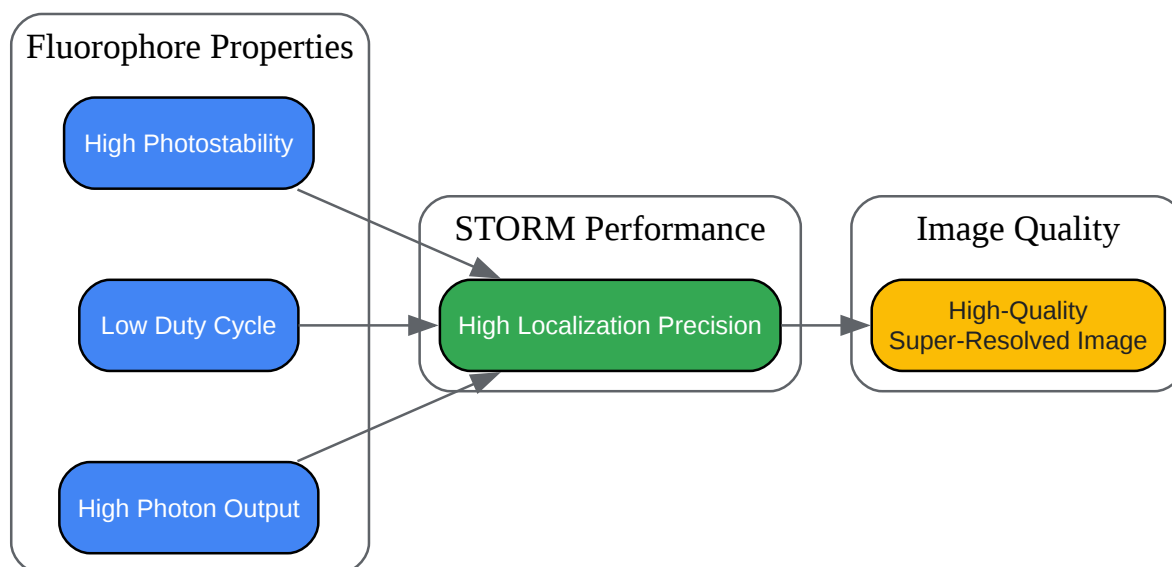 Fluorophore Properties
High Photostability
Low Duty Cycle
High Photon Output
STORM Performance
High Localization Precision
Image Quality
High-Quality
Super-Resolved Image